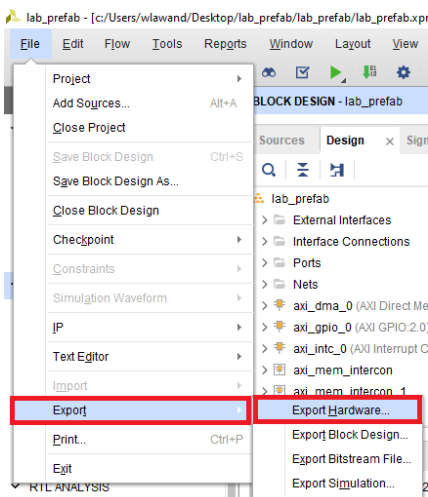 lab_prefab - [c:/Users/wlawand/Desktop/lab_prefab/lab_prefab/lab_prefab.xpr
File Edit Flow Tools Reports Window Layout View
Project
Add Sources... Alt+A
Close Project
Save Block Design Ctrl+S
Save Block Design As...
Close Block Design
Checkpoint
Constraints
Simulation Waveform
IP
Text Editor
Import
Export
Print... Ctrl+P
Exit
RTL ANALYSIS
BLOCK DESIGN - lab_prefab
Sources Design × Sign
lab_prefab
External Interfaces
Interface Connections
Ports
Nets
axi_dma_0 (AXI Direct Me
axi_gpio_0 (AXI GPIO:2.0)
axi_intc_0 (AXI Interrupt C
axi_mem_intercon
axi_mem_intercon_1
Export Hardware...
Export Block Design...
Export Bitstream File...
Export Simulation...